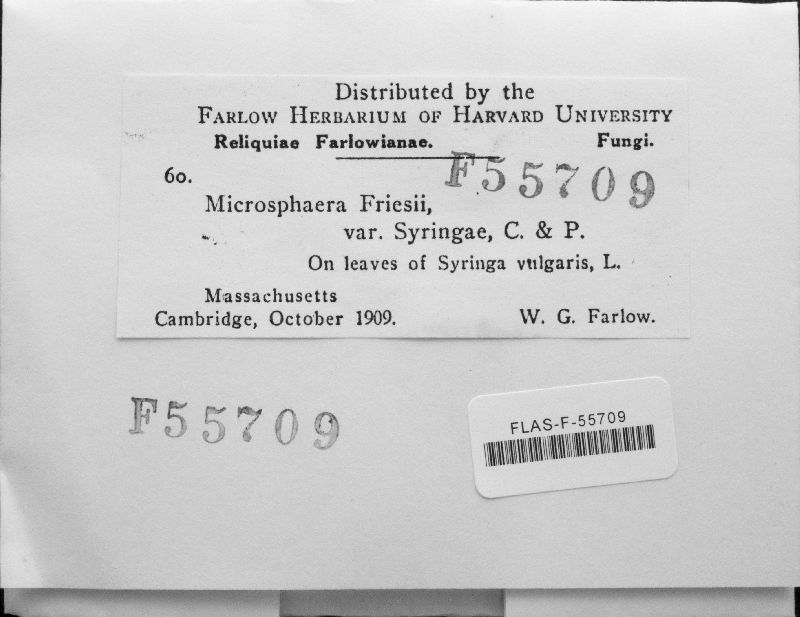 Distributed by the
FARLOW HERBARIUM OF HARVARD UNIVERSITY
Reliquiae Farlowianae. Fungi.
60. F55709
Microsphaera Friesii,
var. Syringae, C. & P.
On leaves of Syringa vulgaris, L.
Massachusetts
Cambridge, October 1909. W. G. Farlow.
F55709
FLAS-F-55709